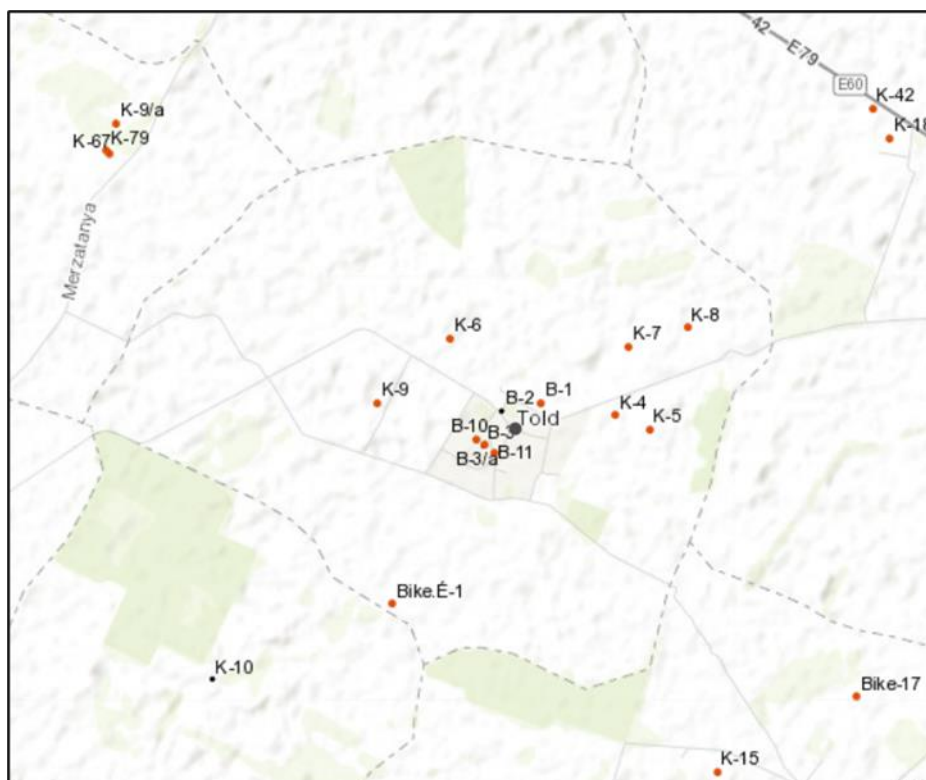 42
E-79
E60
K-42
K-9/a
K-18
K-67
K-79
Merzatanya
K-8
K-6
K-7
K-9
B-1
B-2
K-4
Told
K-5
B-10
B-3
B-11
B-3/a
Bike.É-1
K-10
Bike-17
K-15